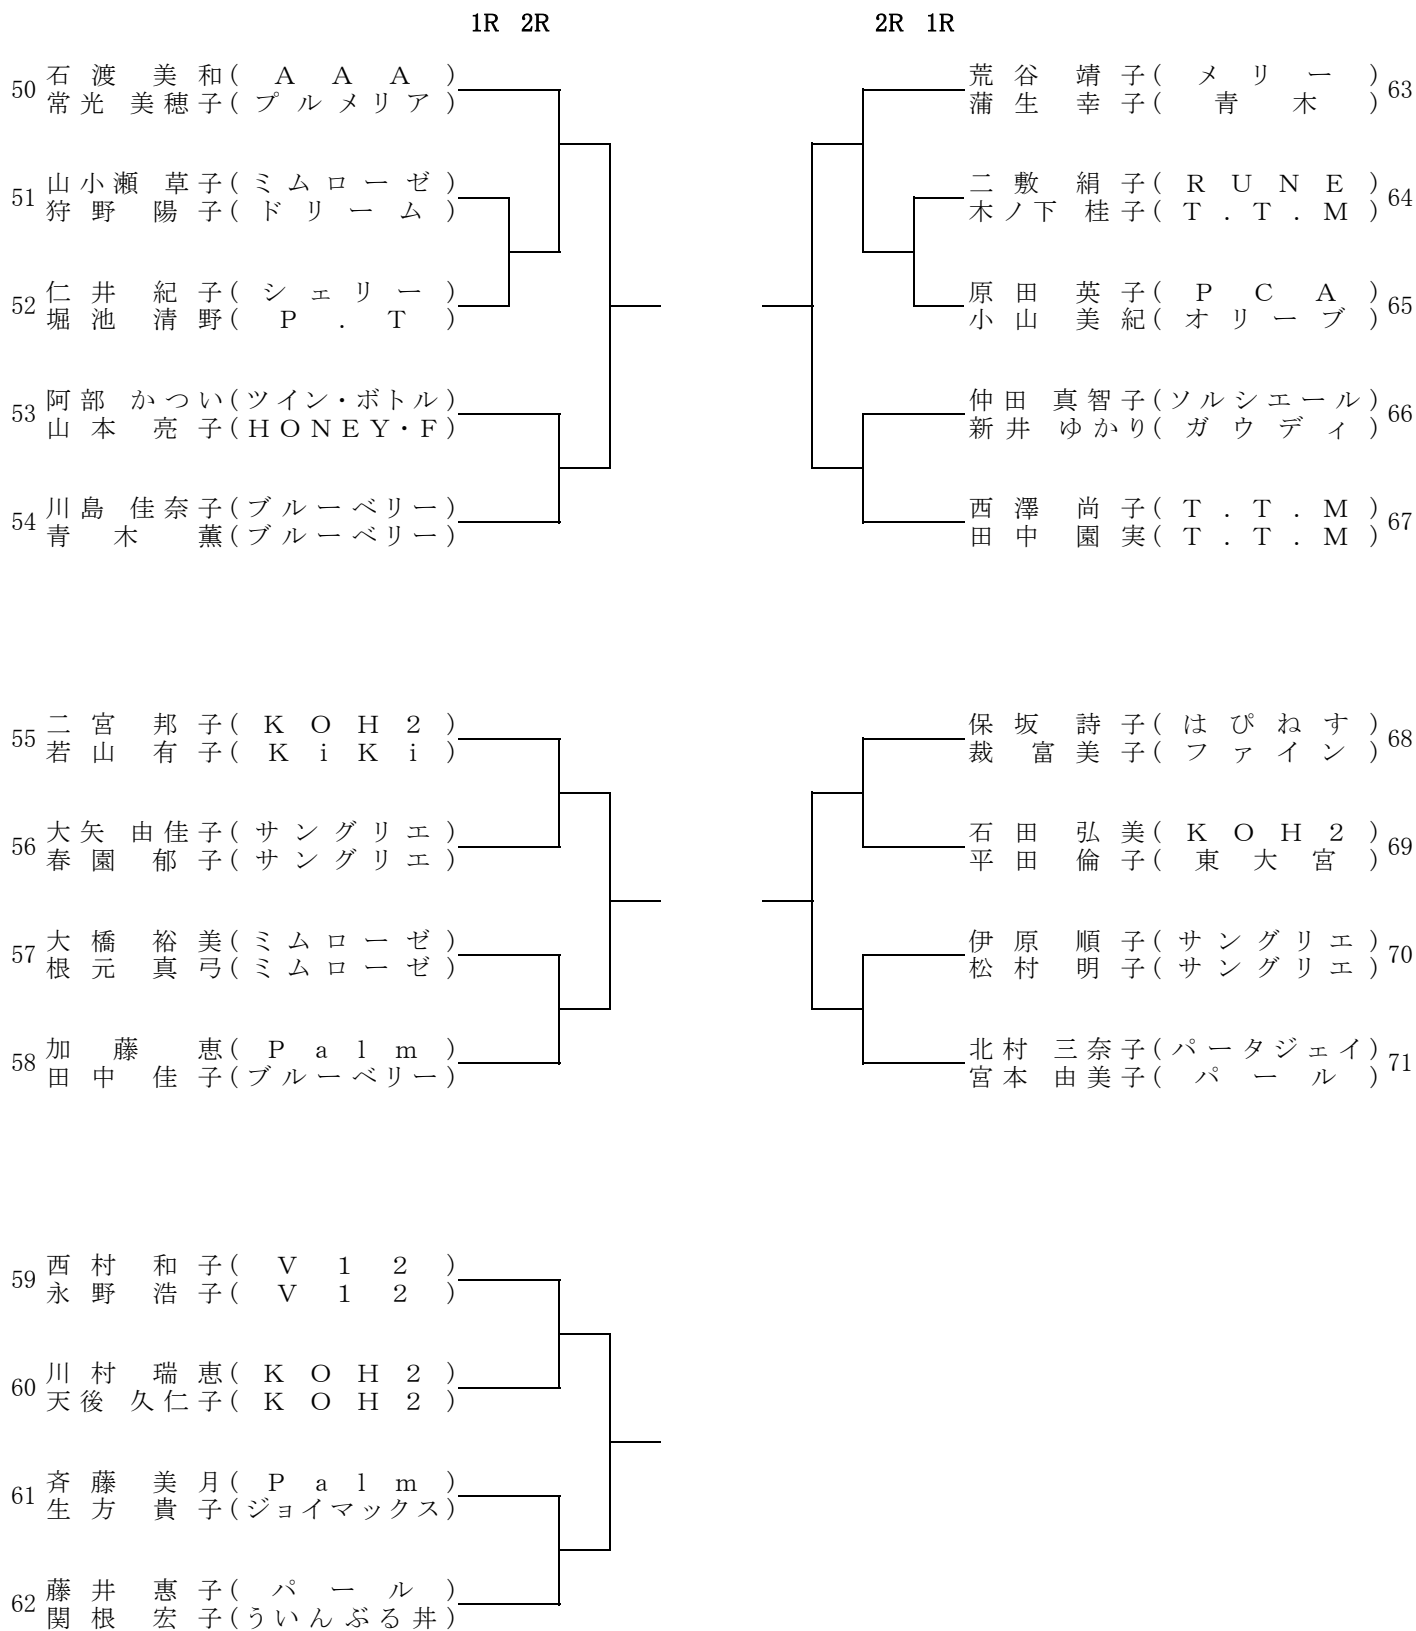 1R 2R
2R 1R
50
石渡 美和(AAA)
常光 美穂子(プルメリア)
51
山小瀬 草子(ミムローゼ)
狩野 陽子(ドリーム)
52
仁井 紀子(シェリー)
堀池 清野(P.T)
53
阿部 かつい(ツイン・ボトル)
山本 亮子(HONEY・F)
54
川島 佳奈子(ブルーベリー)
青木 薫(ブルーベリー)
55
二宮 邦子(KOH2)
若山 有子(KiKi)
56
大矢 由佳子(サングリエ)
春園 郁子(サングリエ)
57
大橋 裕美(ミムローゼ)
根元 真弓(ミムローゼ)
58
加藤 恵(Palm)
田中 佳子(ブルーベリー)
59
西村 和子(V12)
永野 浩子(V12)
60
川村 瑞恵(KOH2)
天後 久仁子(KOH2)
61
斉藤 美月(Palm)
生方 貴子(ジョイマックス)
62
藤井 惠子(パール)
関根 宏子(ういんぶる井)
荒谷 靖子(メリー)
蒲生 幸子(青木)
63
二敷 絹子(RUNE)
木ノ下 桂子(T.T.M)
64
原田 英子(PCA)
小山 美紀(オリーブ)
65
仲田 真智子(ソルシエール)
新井 ゆかり(ガウディ)
66
西澤 尚子(T.T.M)
田中 園実(T.T.M)
67
保坂 詩子(はぴねす)
裁 富美子(ファイン)
68
石田 弘美(KOH2)
平田 倫子(東大宮)
69
伊原 順子(サングリエ)
松村 明子(サングリエ)
70
北村 三奈子(パータジェイ)
宮本 由美子(パール)
71